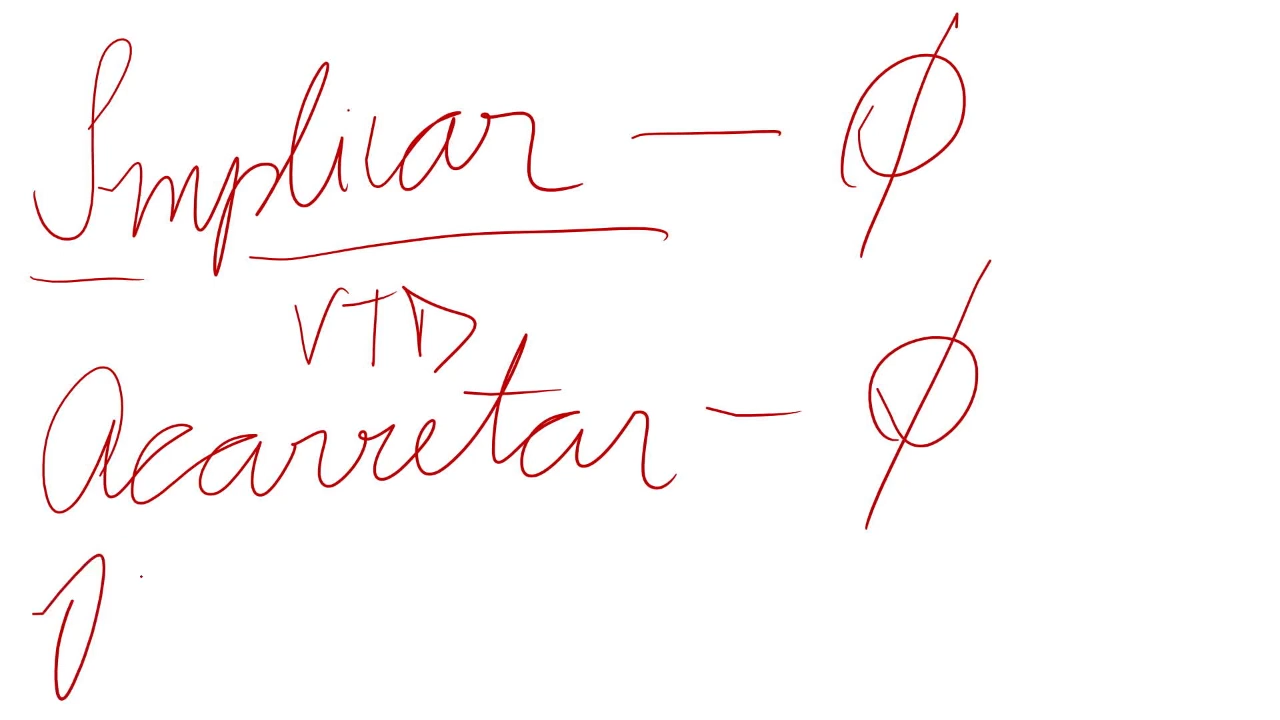 Implicar — Ø
VTD
Acarretar — Ø